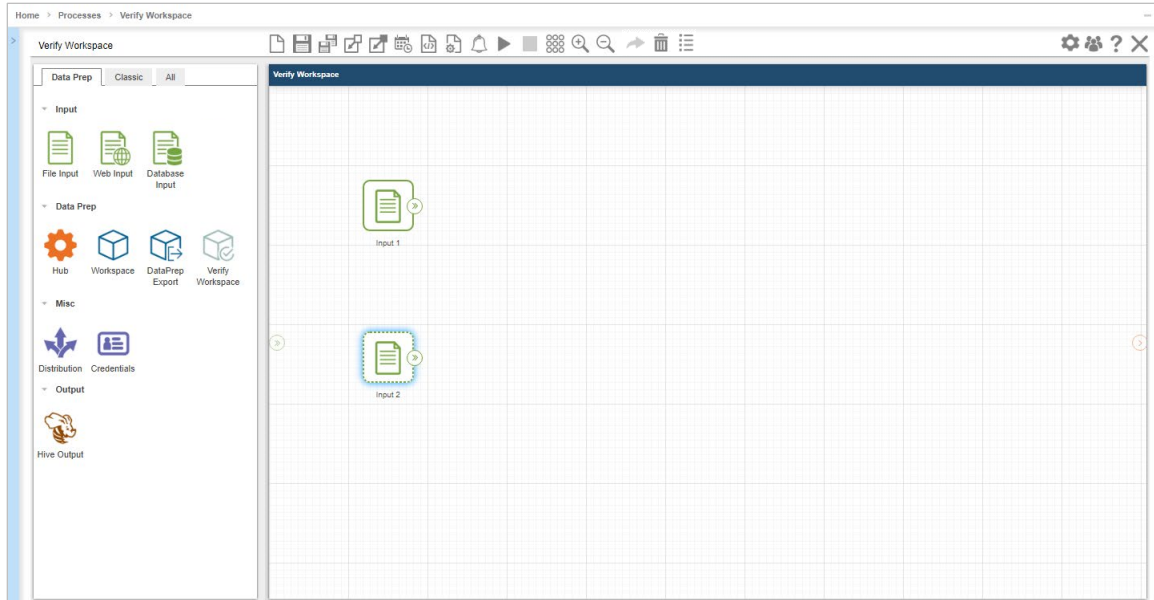 Home > Processes > Verify Workspace
Verify Workspace
Data Prep Classic All
Verify Workspace
Input
File Input Web Input Database Input
Data Prep
Hub Workspace DataPrep Export Verify Workspace
Misc
Distribution Credentials
Output
Hive Output
Input 1
Input 2